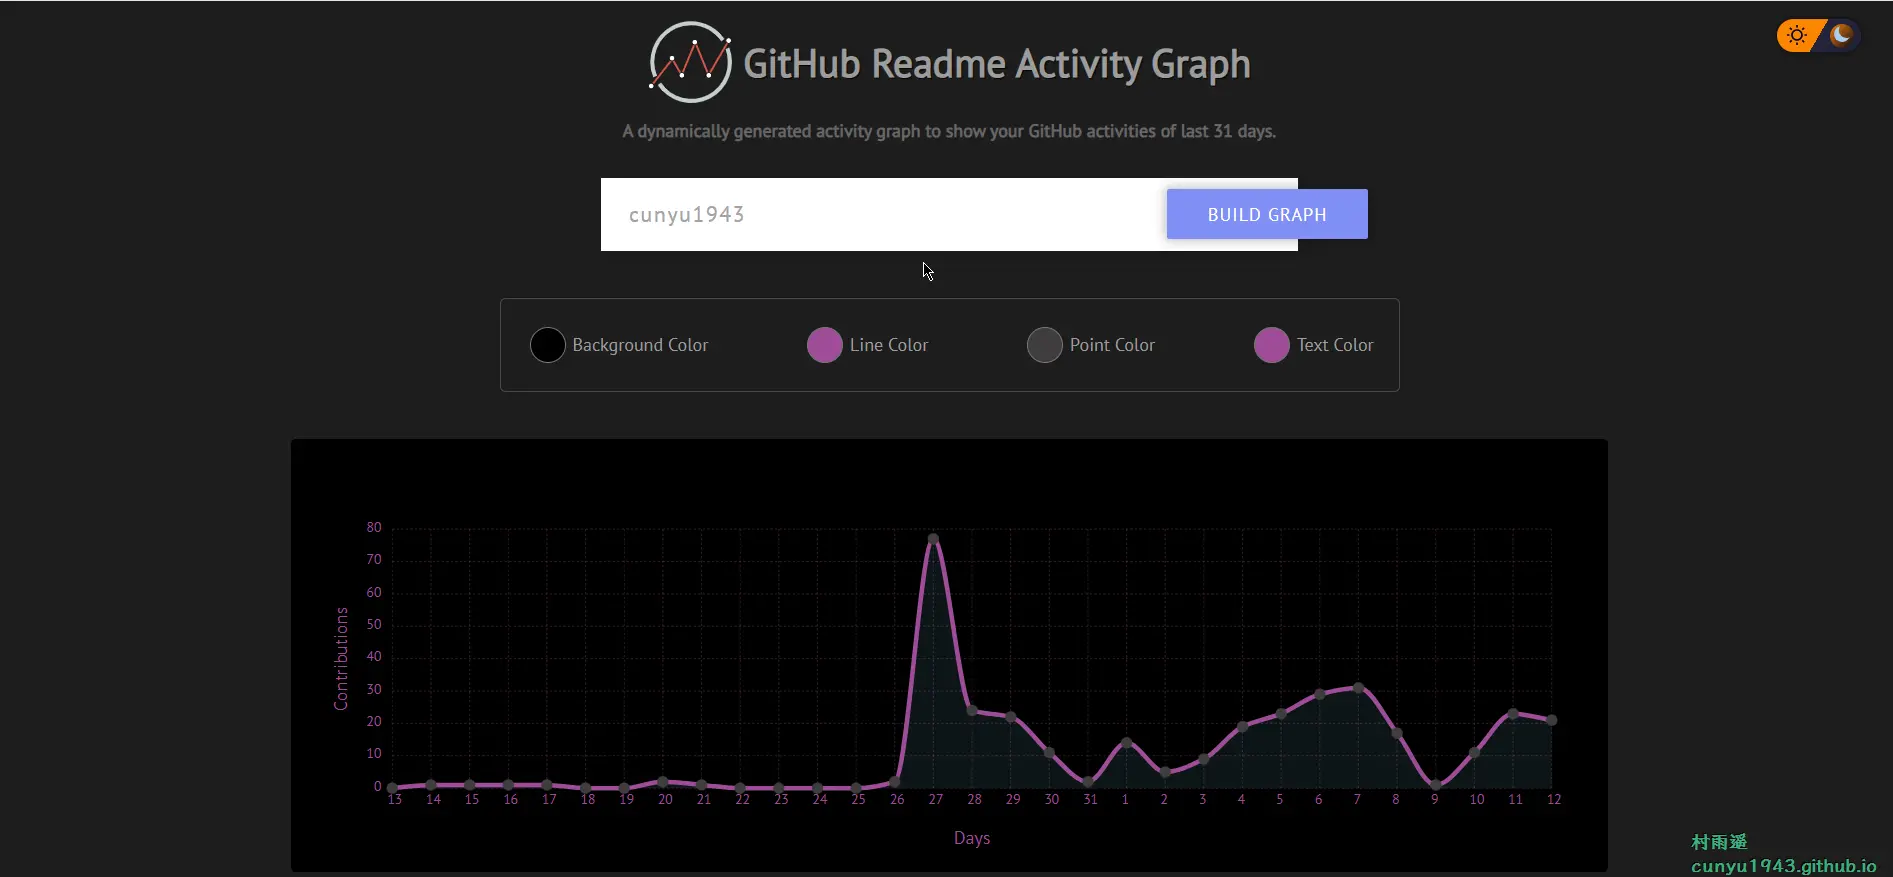 GitHub Readme Activity Graph
A dynamically generated activity graph to show your GitHub activities of last 31 days.
cunyu1943
BUILD GRAPH
Background Color
Line Color
Point Color
Text Color
80
70
60
50
40
30
20
10
0
Contributions
13 14 15 16 17 18 19 20 21 22 23 24 25 26 27 28 29 30 31 1 2 3 4 5 6 7 8 9 10 11 12
Days
村雨遥
cunyu1943.github.io